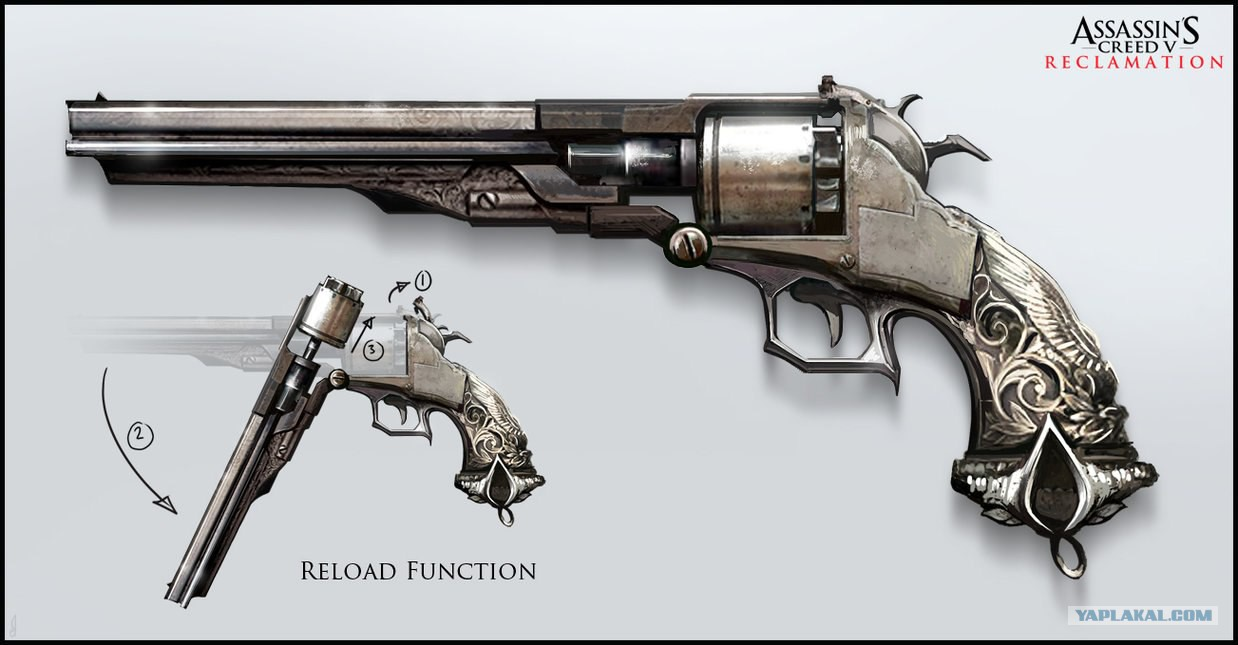 ASSASSIN'S
CREED V
RECLAMATION
1
3
2
RELOAD FUNCTION
YAPLAKAL.COM